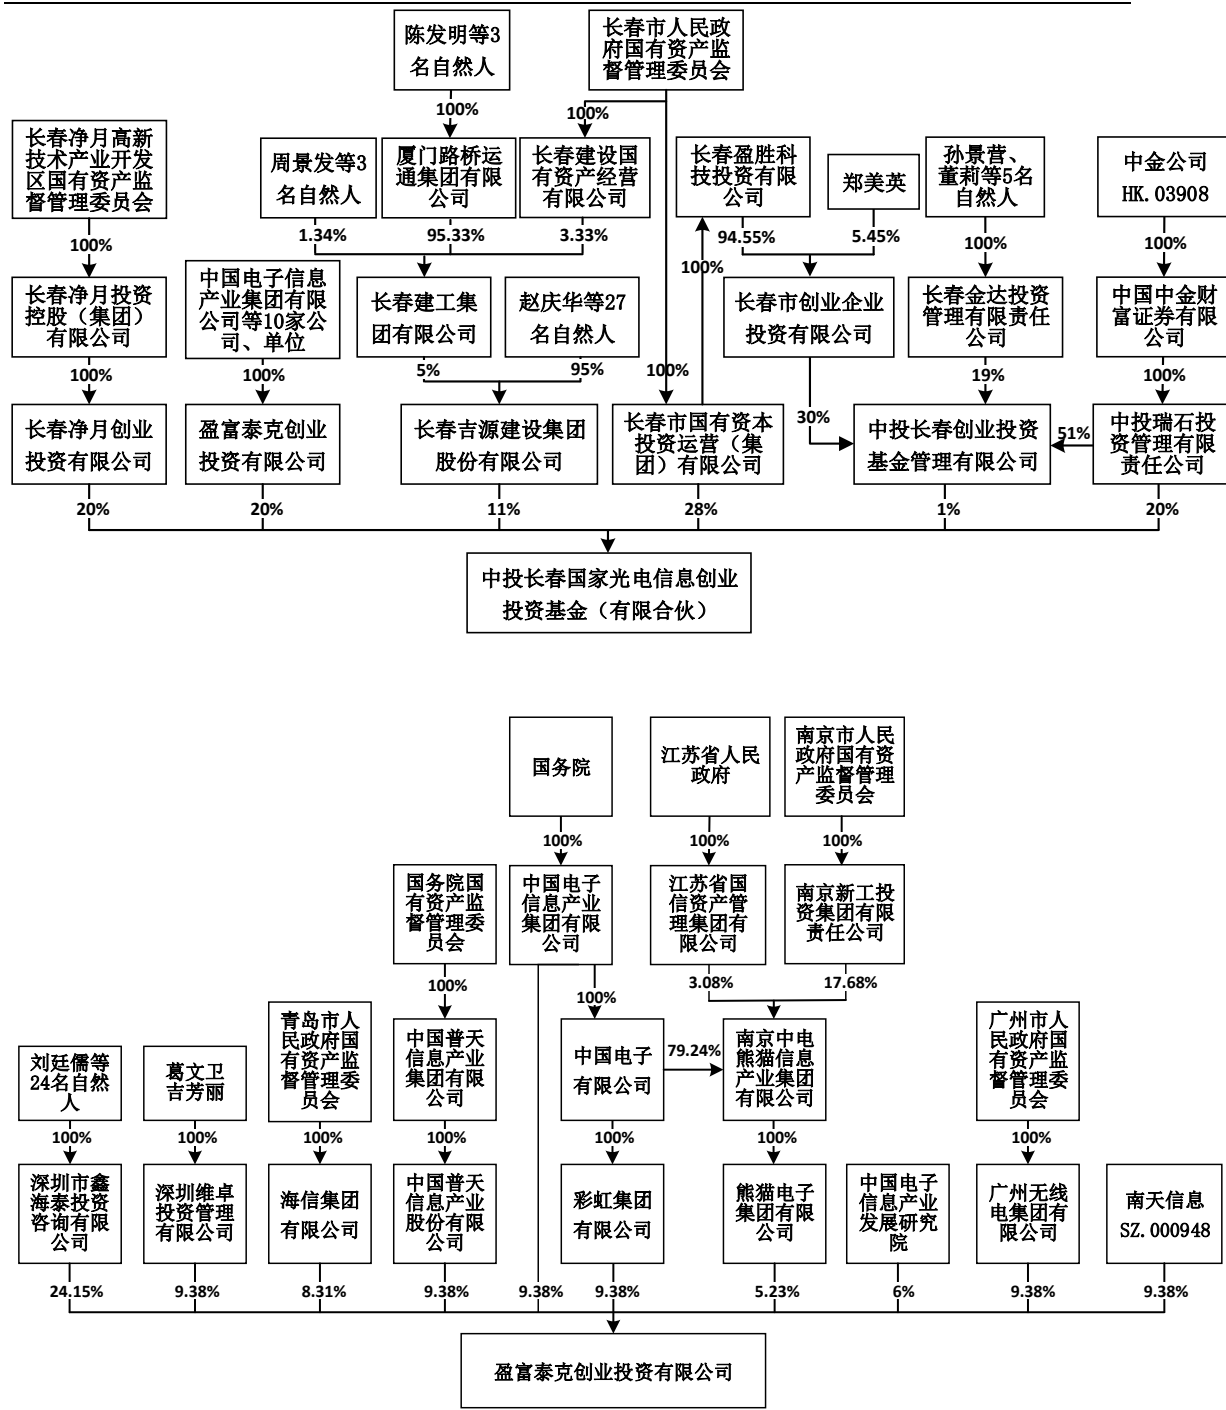 陈发明等3
名自然人
长春市人民政
府国有资产监
督管理委员会
100%
100%
长春净月高新
技术产业开发
区国有资产监
督管理委员会
周景发等3
名自然人
厦门路桥运
通集团有限
公司
长春建设国
有资产经营
有限公司
长春盈胜科
技投资有限
公司
郑美英
孙景营、
董莉等5名
自然人
中金公司
HK.03908
100%
1.34%
95.33%
3.33%
94.55%
5.45%
100%
100%
100%
长春净月投资
控股（集团）
有限公司
中国电子信息
产业集团有限
公司等10家公
司、单位
长春建工集
团有限公司
赵庆华等27
名自然人
长春市创业企业
投资有限公司
长春金达投资
管理有限责任
公司
中国中金财
富证券有限
公司
100%
100%
5%
95%
100%
19%
100%
长春净月创业
投资有限公司
盈富泰克创业
投资有限公司
长春吉源建设集团
股份有限公司
长春市国有资本
投资运营（集
团）有限公司
30%
中投长春创业投资
基金管理有限公司
51%
中投瑞石投
资管理有限
责任公司
20%
20%
11%
28%
1%
20%
中投长春国家光电信息创业
投资基金（有限合伙）
国务院
江苏省人民
政府
南京市人民
政府国有资
产监督管理
委员会
100%
100%
100%
国务院国
有资产监
督管理委
员会
中国电子
信息产业
集团有限
公司
江苏省国
信资产管
理集团有
限公司
南京新工投
资集团有限
责任公司
100%
100%
3.08%
17.68%
刘廷儒等
24名自然
人
葛文卫
吉芳丽
青岛市人
民政府国
有资产监
督管理委
员会
中国普天
信息产业
集团有限
公司
中国电子
有限公司
79.24%
南京中电
熊猫信息
产业集团
有限公司
广州市人
民政府国
有资产监
督管理委
员会
100%
100%
100%
100%
100%
100%
100%
深圳市鑫
海泰投资
咨询有限
公司
深圳维卓
投资管理
有限公司
海信集团
有限公司
中国普天
信息产业
股份有限
公司
彩虹集团
有限公司
熊猫电子
集团有限
公司
中国电子
信息产业
发展研究
院
广州无线
电集团有
限公司
南天信息
SZ.000948
24.15%
9.38%
8.31%
9.38%
9.38%
9.38%
5.23%
6%
9.38%
9.38%
盈富泰克创业投资有限公司